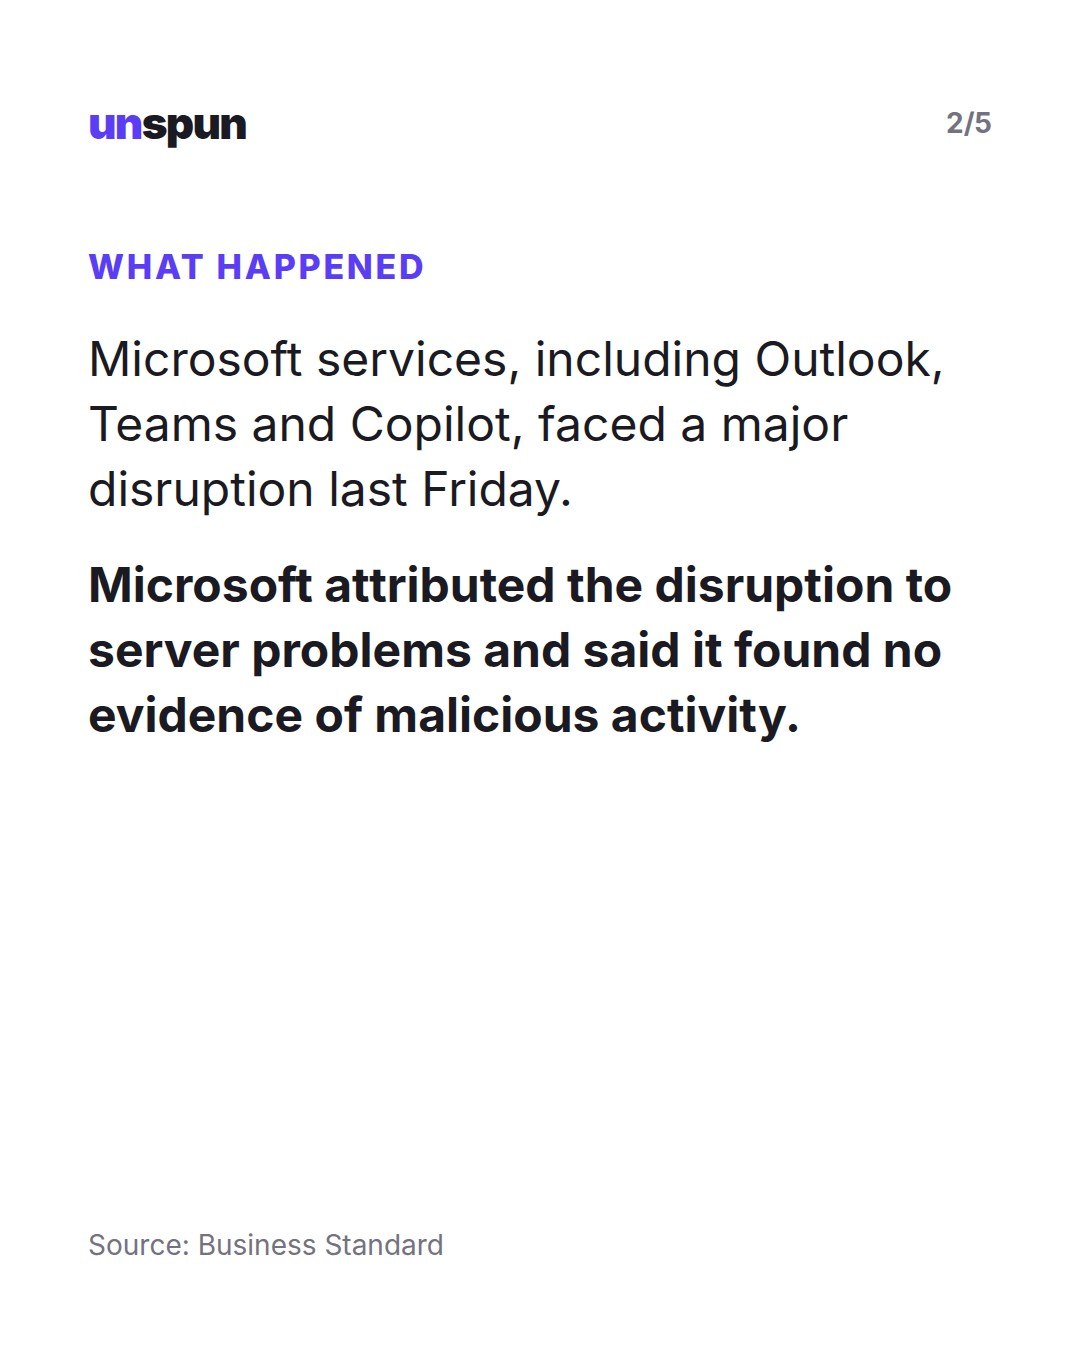 unspun
2/5
WHAT HAPPENED
Microsoft services, including Outlook,
Teams and Copilot, faced a major
disruption last Friday.
Microsoft attributed the disruption to
server problems and said it found no
evidence of malicious activity.
Source: Business Standard